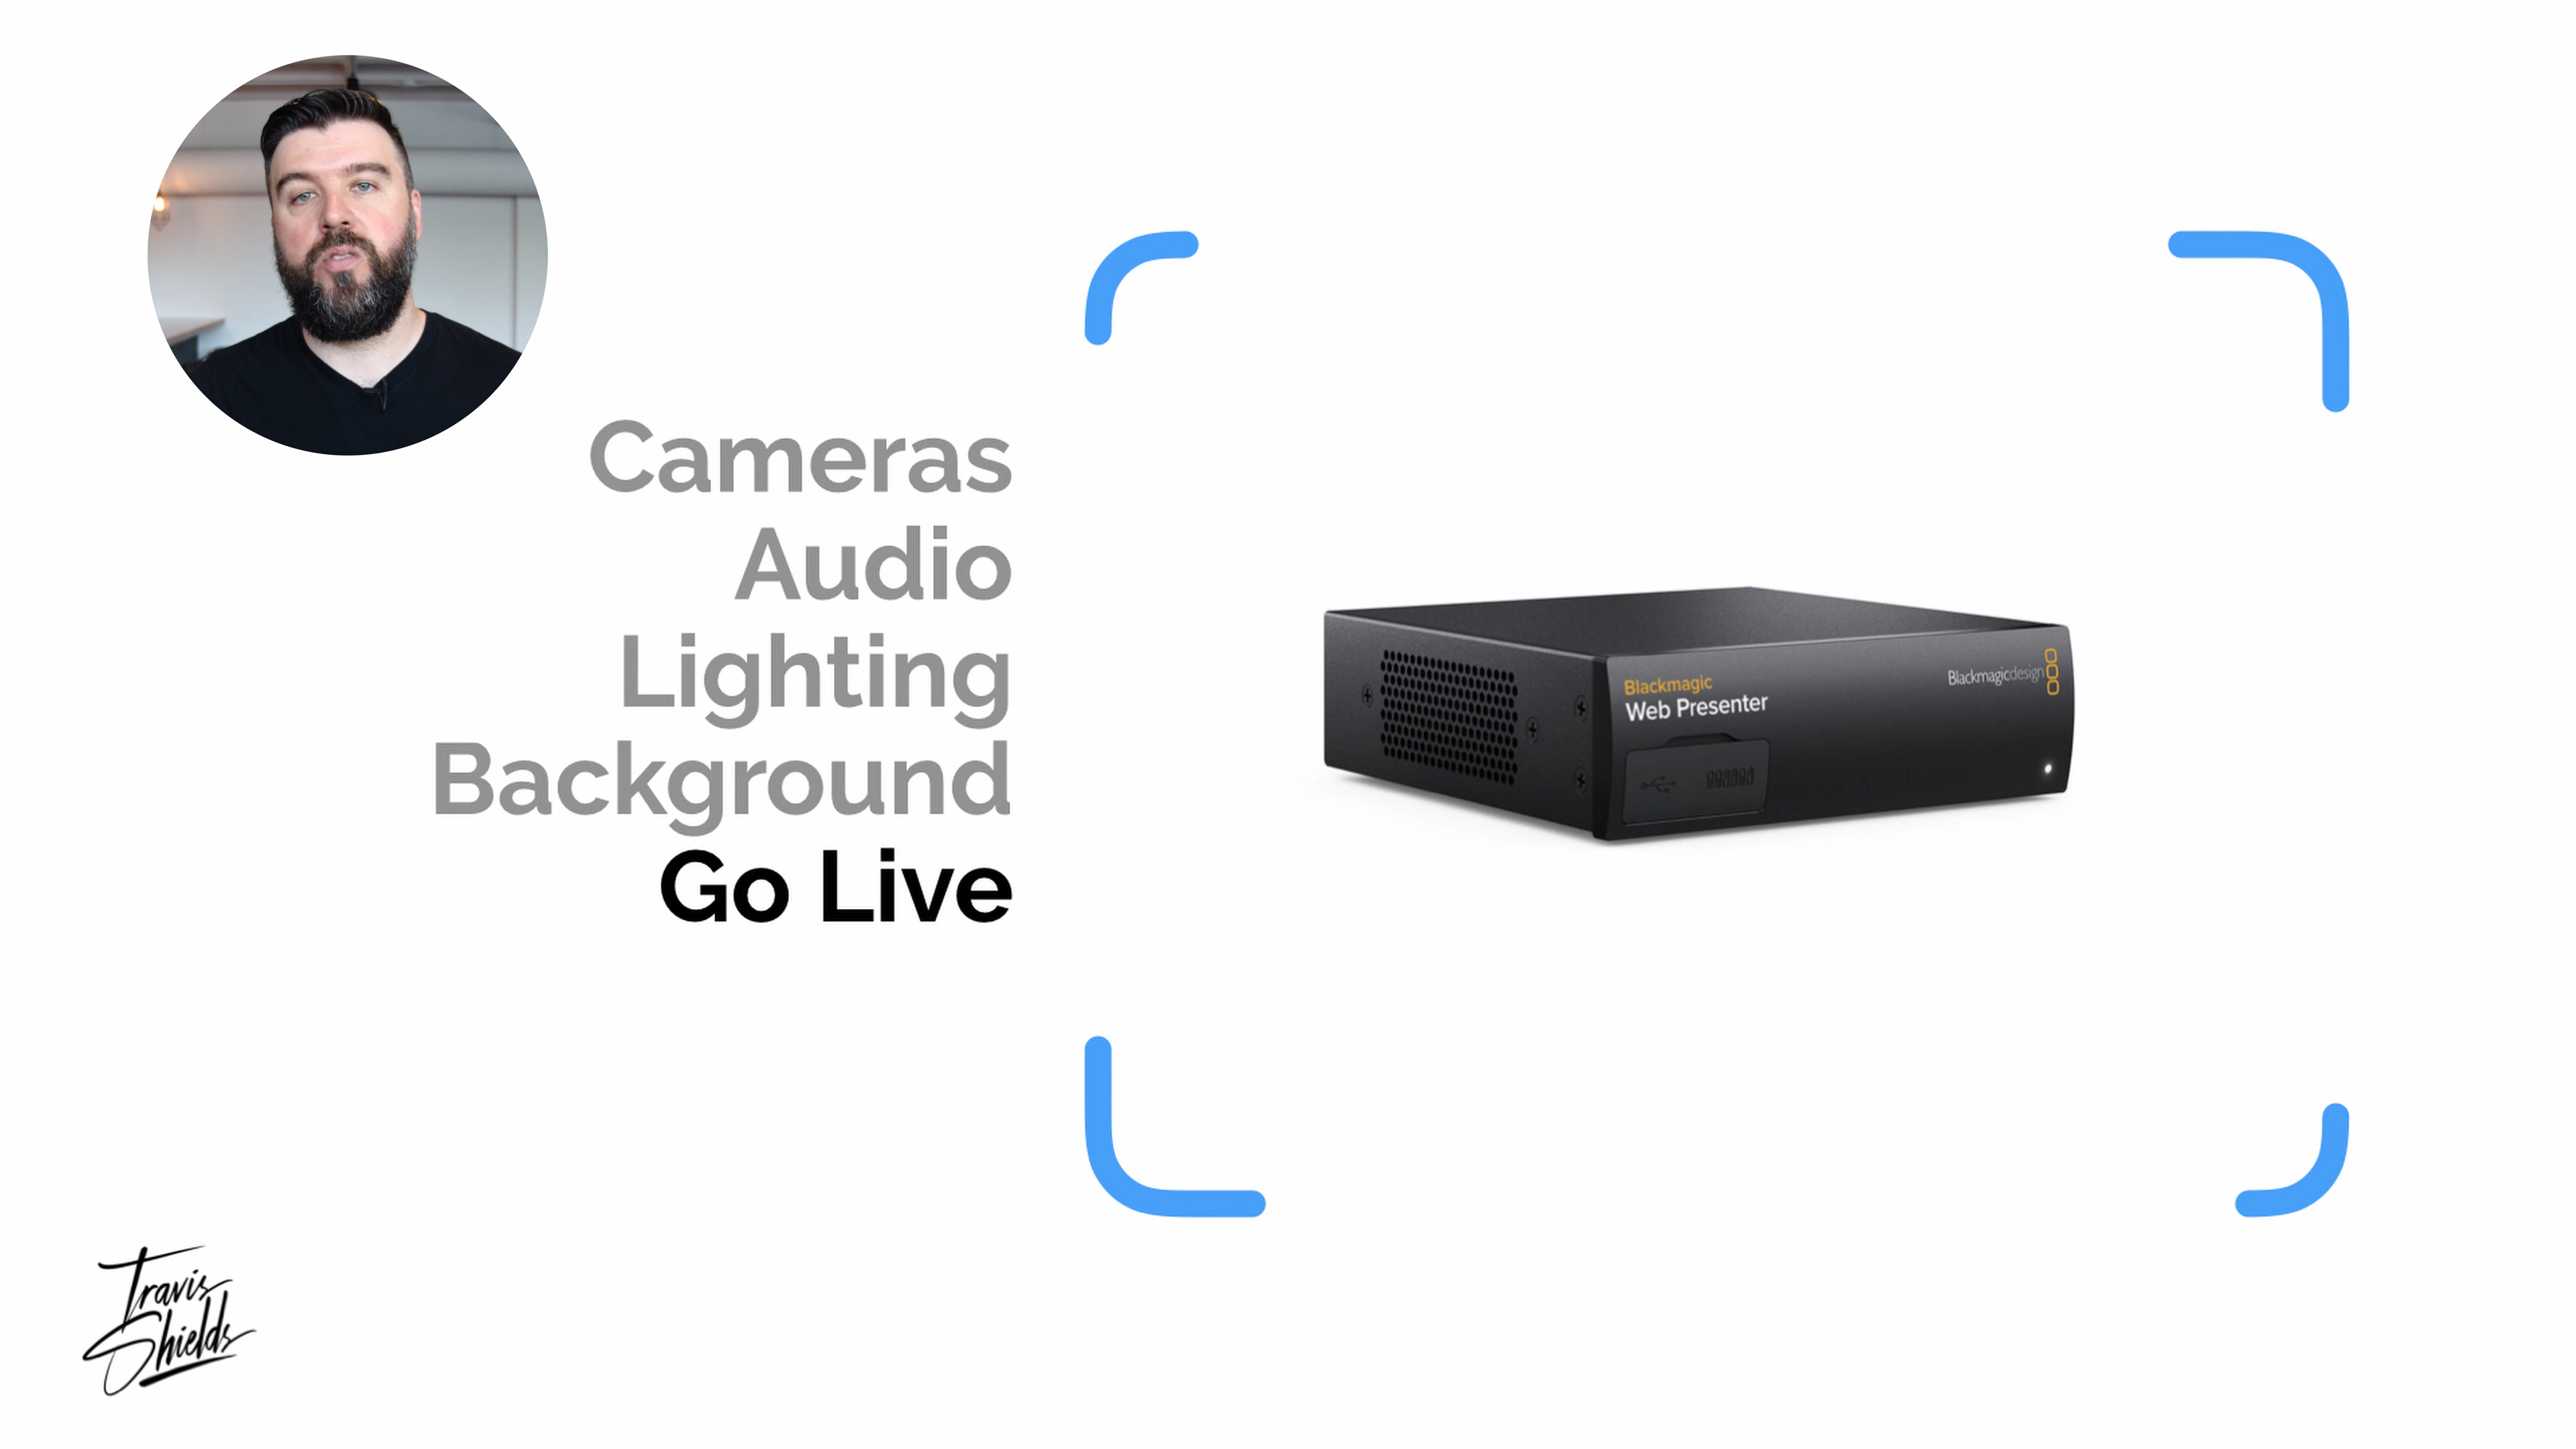 Cameras
Audio
Lighting
Background
Go Live
Blackmagic
Web Presenter
Blackmagicdesign
Travis
Shields